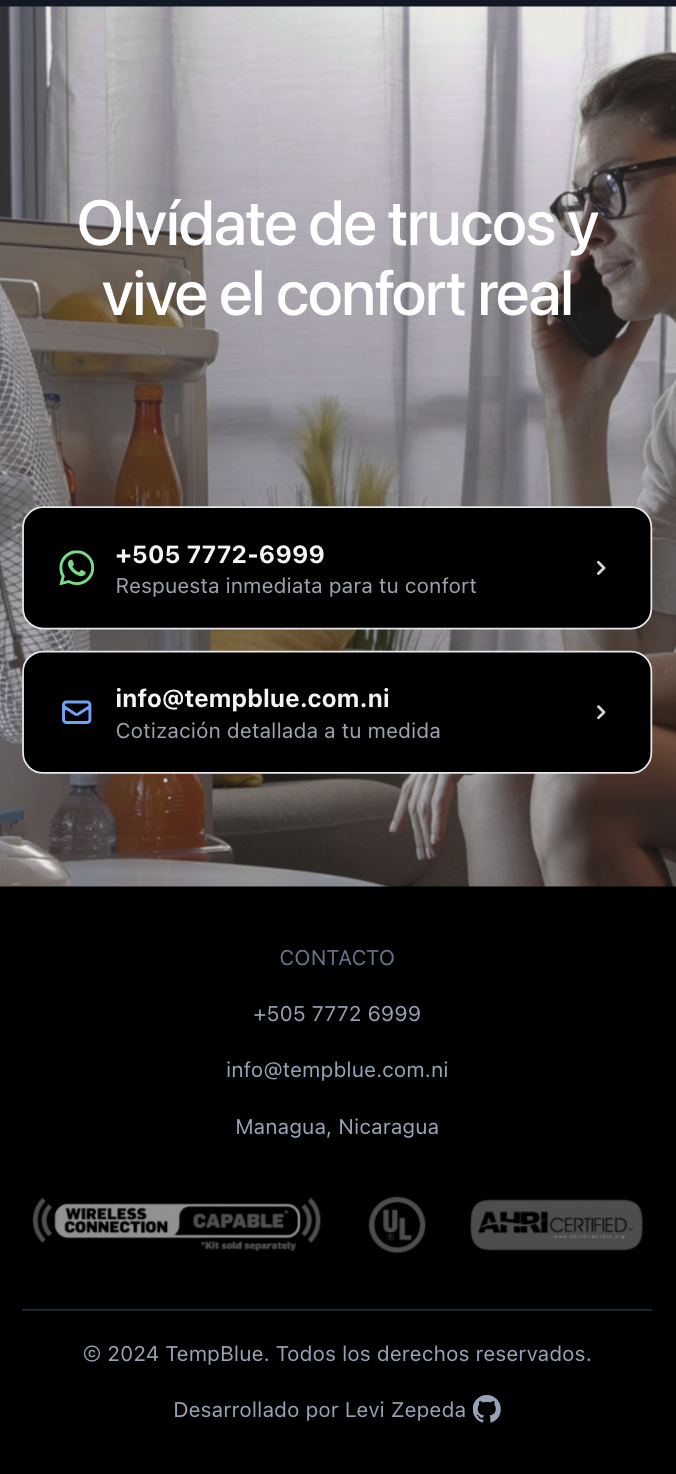 Olvídate de trucos y
vive el confort real
+505 7772-6999
Respuesta inmediata para tu confort
info@tempblue.com.ni
Cotización detallada a tu medida
CONTACTO
+505 7772 6999
info@tempblue.com.ni
Managua, Nicaragua
WIRELESS CONNECTION CAPABLE
*Kit sold separately
UL
AHRI CERTIFIED
© 2024 TempBlue. Todos los derechos reservados.
Desarrollado por Levi Zepeda